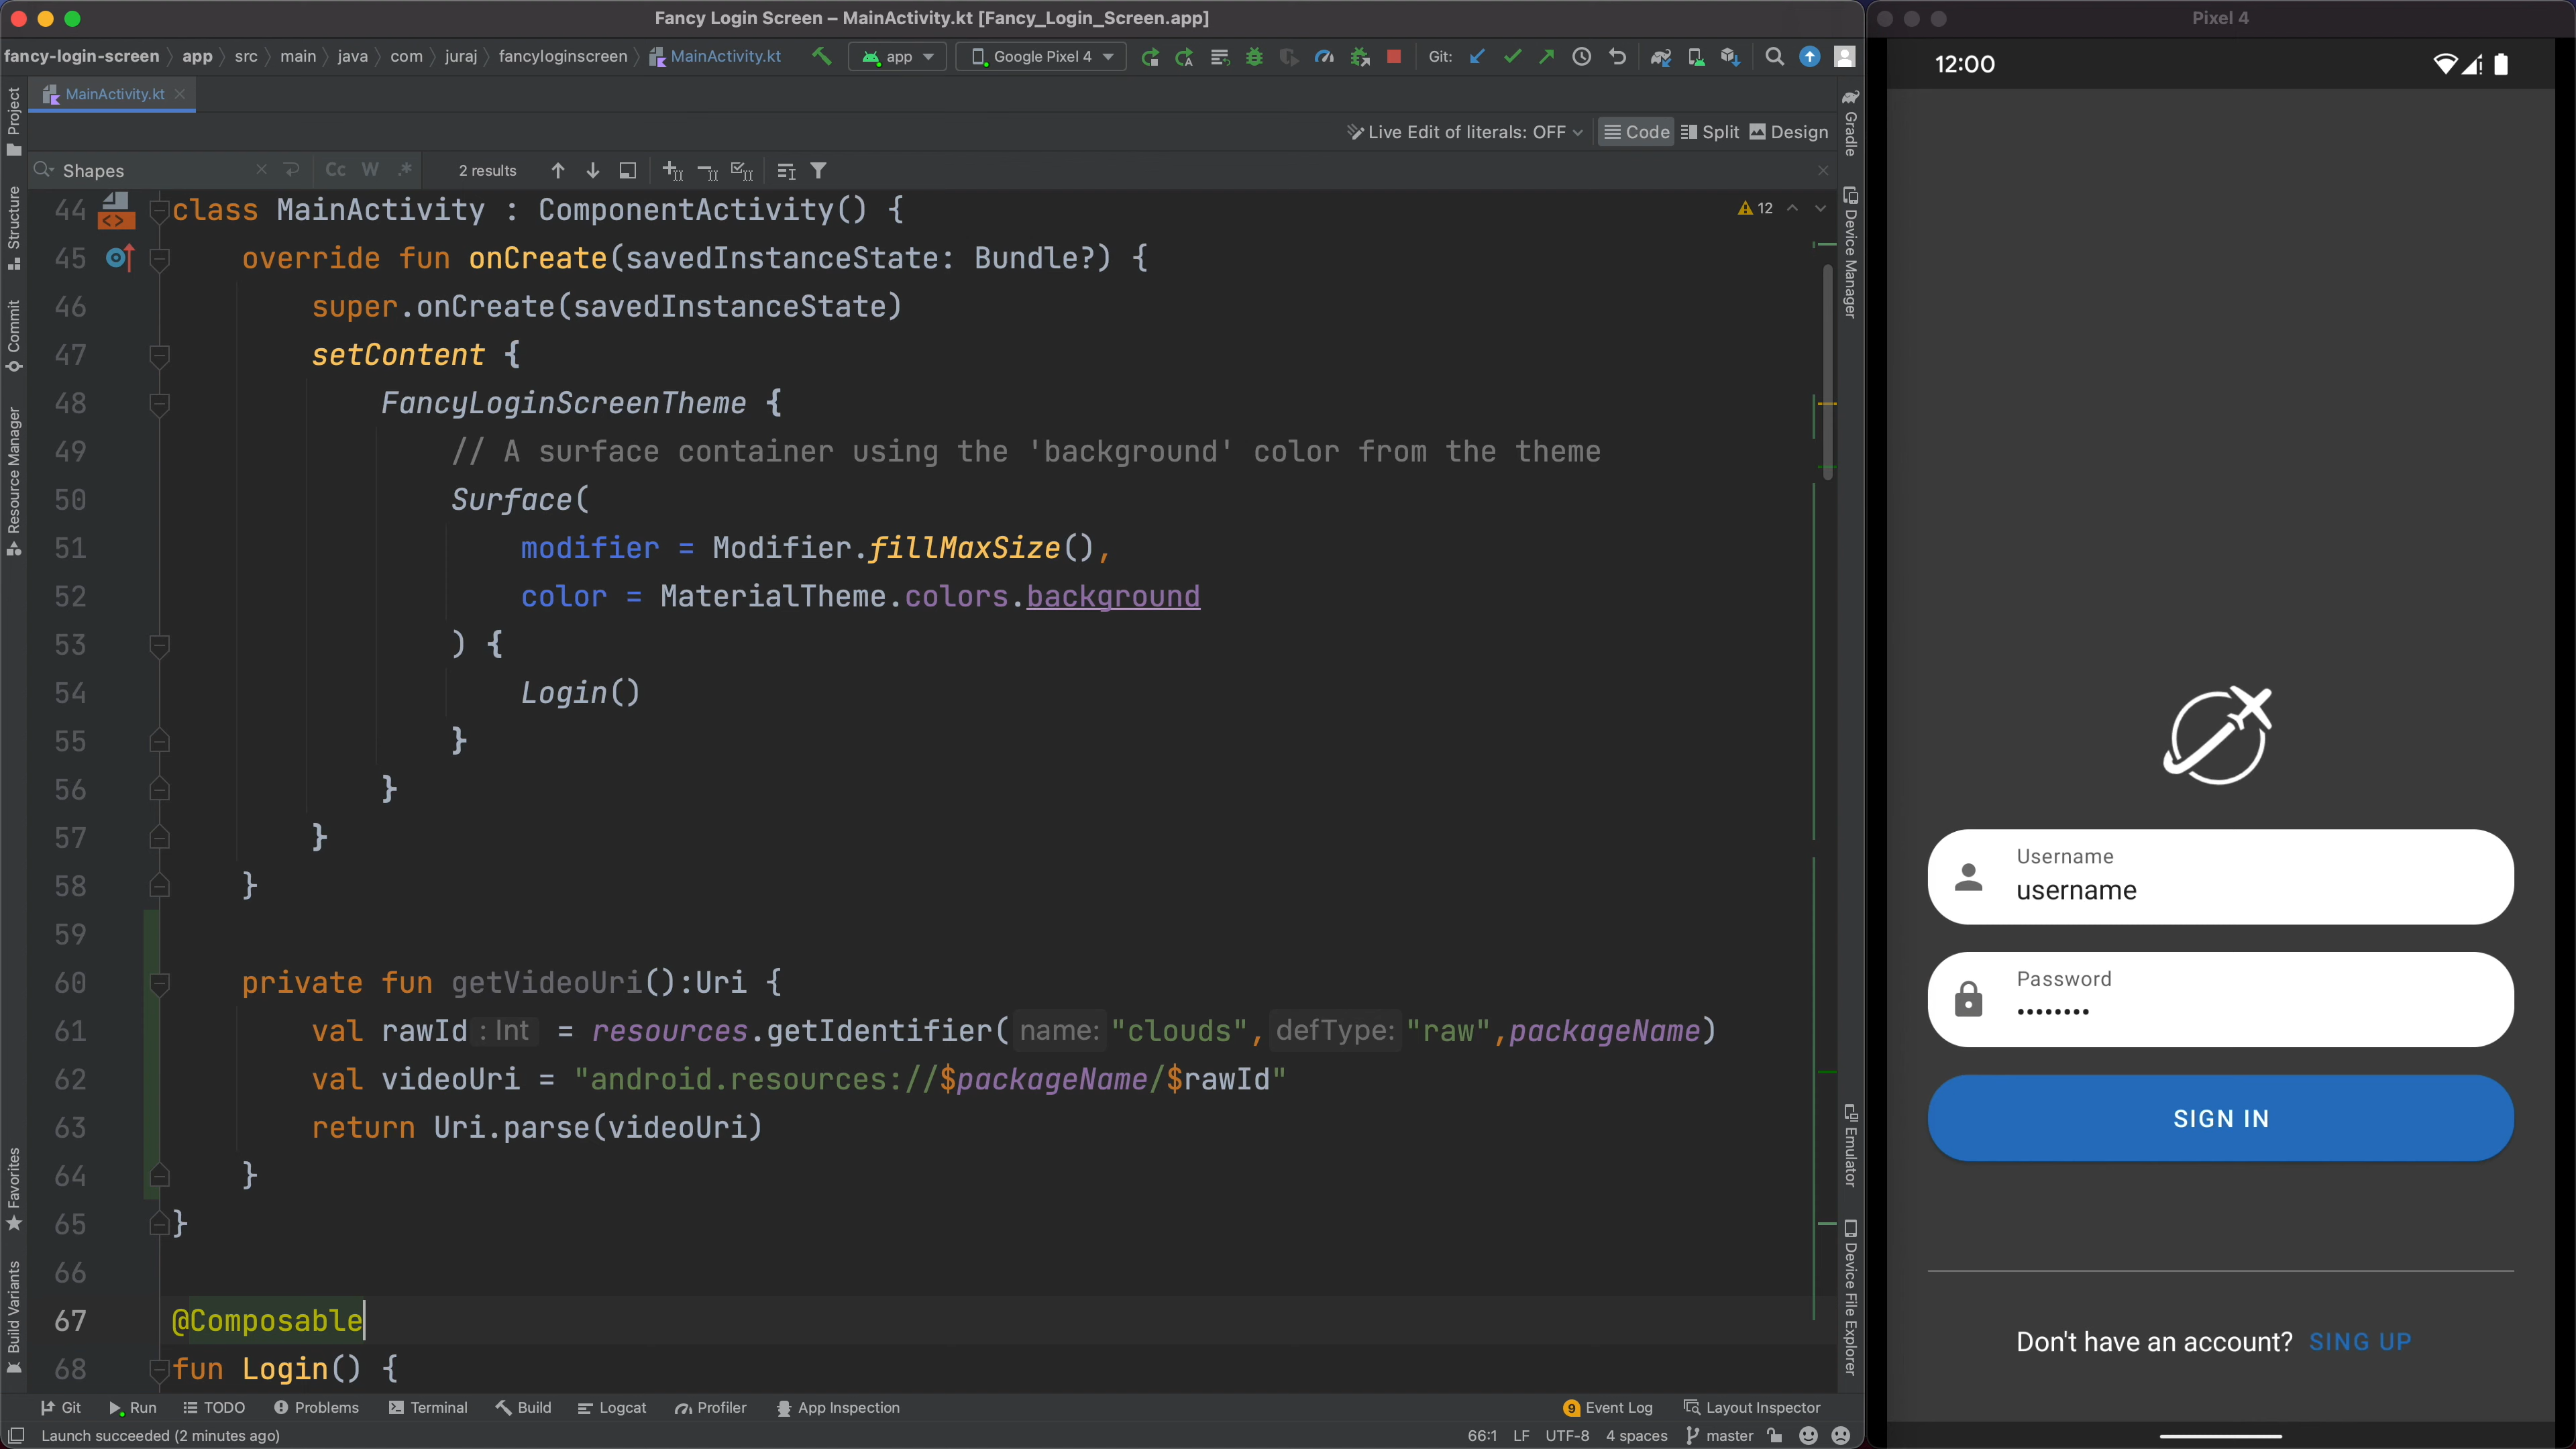 Fancy Login Screen – MainActivity.kt [Fancy_Login_Screen.app]
fancy-login-screen
app
src
main
java
com
juraj
fancyloginscreen
MainActivity.kt
app
Google Pixel 4
Git:
MainActivity.kt
Live Edit of literals: OFF
Code
Split
Design
Shapes
Cc
W
.*
2 results
Project
Structure
Commit
Resource Manager
Favorites
Build Variants
44 class MainActivity : ComponentActivity() {
12
45 override fun onCreate(savedInstanceState: Bundle?) {
46 super.onCreate(savedInstanceState)
47 setContent {
48 FancyLoginScreenTheme {
49 // A surface container using the 'background' color from the theme
50 Surface(
51 modifier = Modifier.fillMaxSize(),
52 color = MaterialTheme.colors.background
53 ) {
54 Login()
55 }
56 }
57 }
58 }
59
60 private fun getVideoUri():Uri {
61 val rawId : Int = resources.getIdentifier( name: "clouds", defType: "raw",packageName)
62 val videoUri = "android.resources://$packageName/$rawId"
63 return Uri.parse(videoUri)
64 }
65 }
66
67 @Composable
68 fun Login() {
Gradle
Device Manager
Emulator
Device File Explorer
Git
Run
TODO
Problems
Terminal
Build
Logcat
Profiler
App Inspection
9
Event Log
Layout Inspector
Launch succeeded (2 minutes ago)
66:1
LF
UTF-8
4 spaces
master
Pixel 4
12:00
Username
username
Password
••••••••
SIGN IN
Don't have an account? SING UP